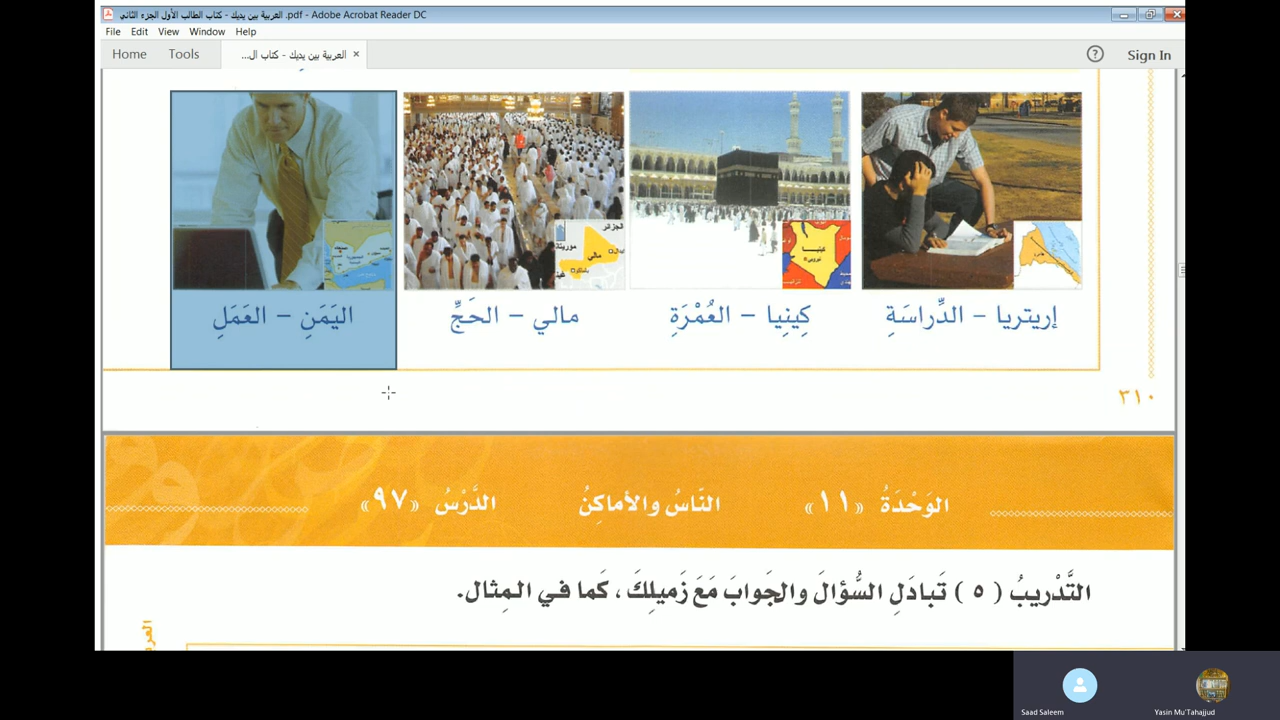 العربية بين يديك - كتاب الطالب الأول الجزء الثاني .pdf - Adobe Acrobat Reader DC
File Edit View Window Help
Home Tools العربية بين يديك - كتاب ال... × ? Sign In
إريتريا – الدِّراسَةِ
كِينِيا – العُمْرَةِ
مالي – الحَجِّ
اليَمَنِ – العَمَلِ
٣١٠
الوَحْدَةُ «١١» النَاسُ والأماكِنُ الدَّرْسُ «٩٧»
التَّدْريبُ ( ٥ ) تَبادَلِ السُّؤالَ والجَوابَ مَعَ زَميلِكَ ، كَما في الـمِثال.
Saad Saleem
Yasin Mu`Tahajjud